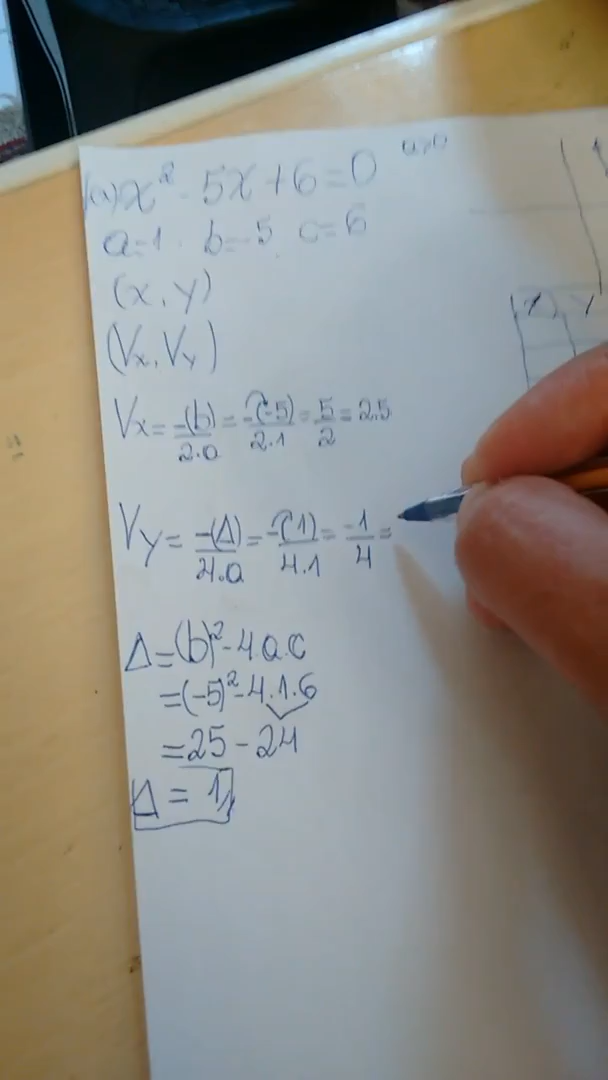 a) x² - 5x + 6 = 0 a>0
a=1 b=-5 c=6
(x, y)
(Vx, Vy)
Vx = -(b)/2.a = -(-5)/2.1 = 5/2 = 2.5
Vy = -(Δ)/4.a = -(1)/4.1 = -1/4 =
Δ = (b)² - 4.a.c
= (-5)² - 4.1.6
= 25 - 24
Δ = 1
x y